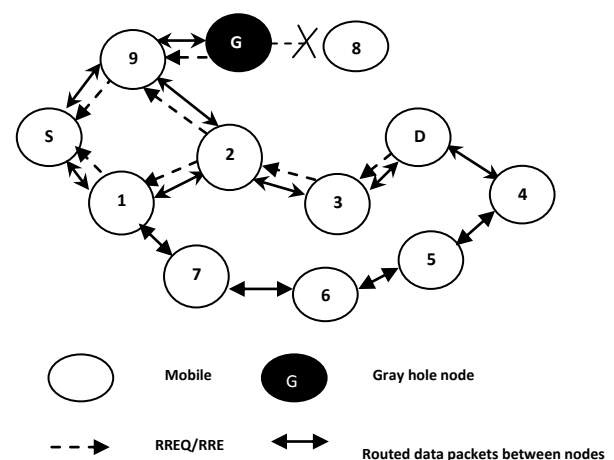 G
8
9
S
D
2
1
3
4
7
5
6
Mobile
G
Gray hole node
RREQ/RRE
Routed data packets between nodes